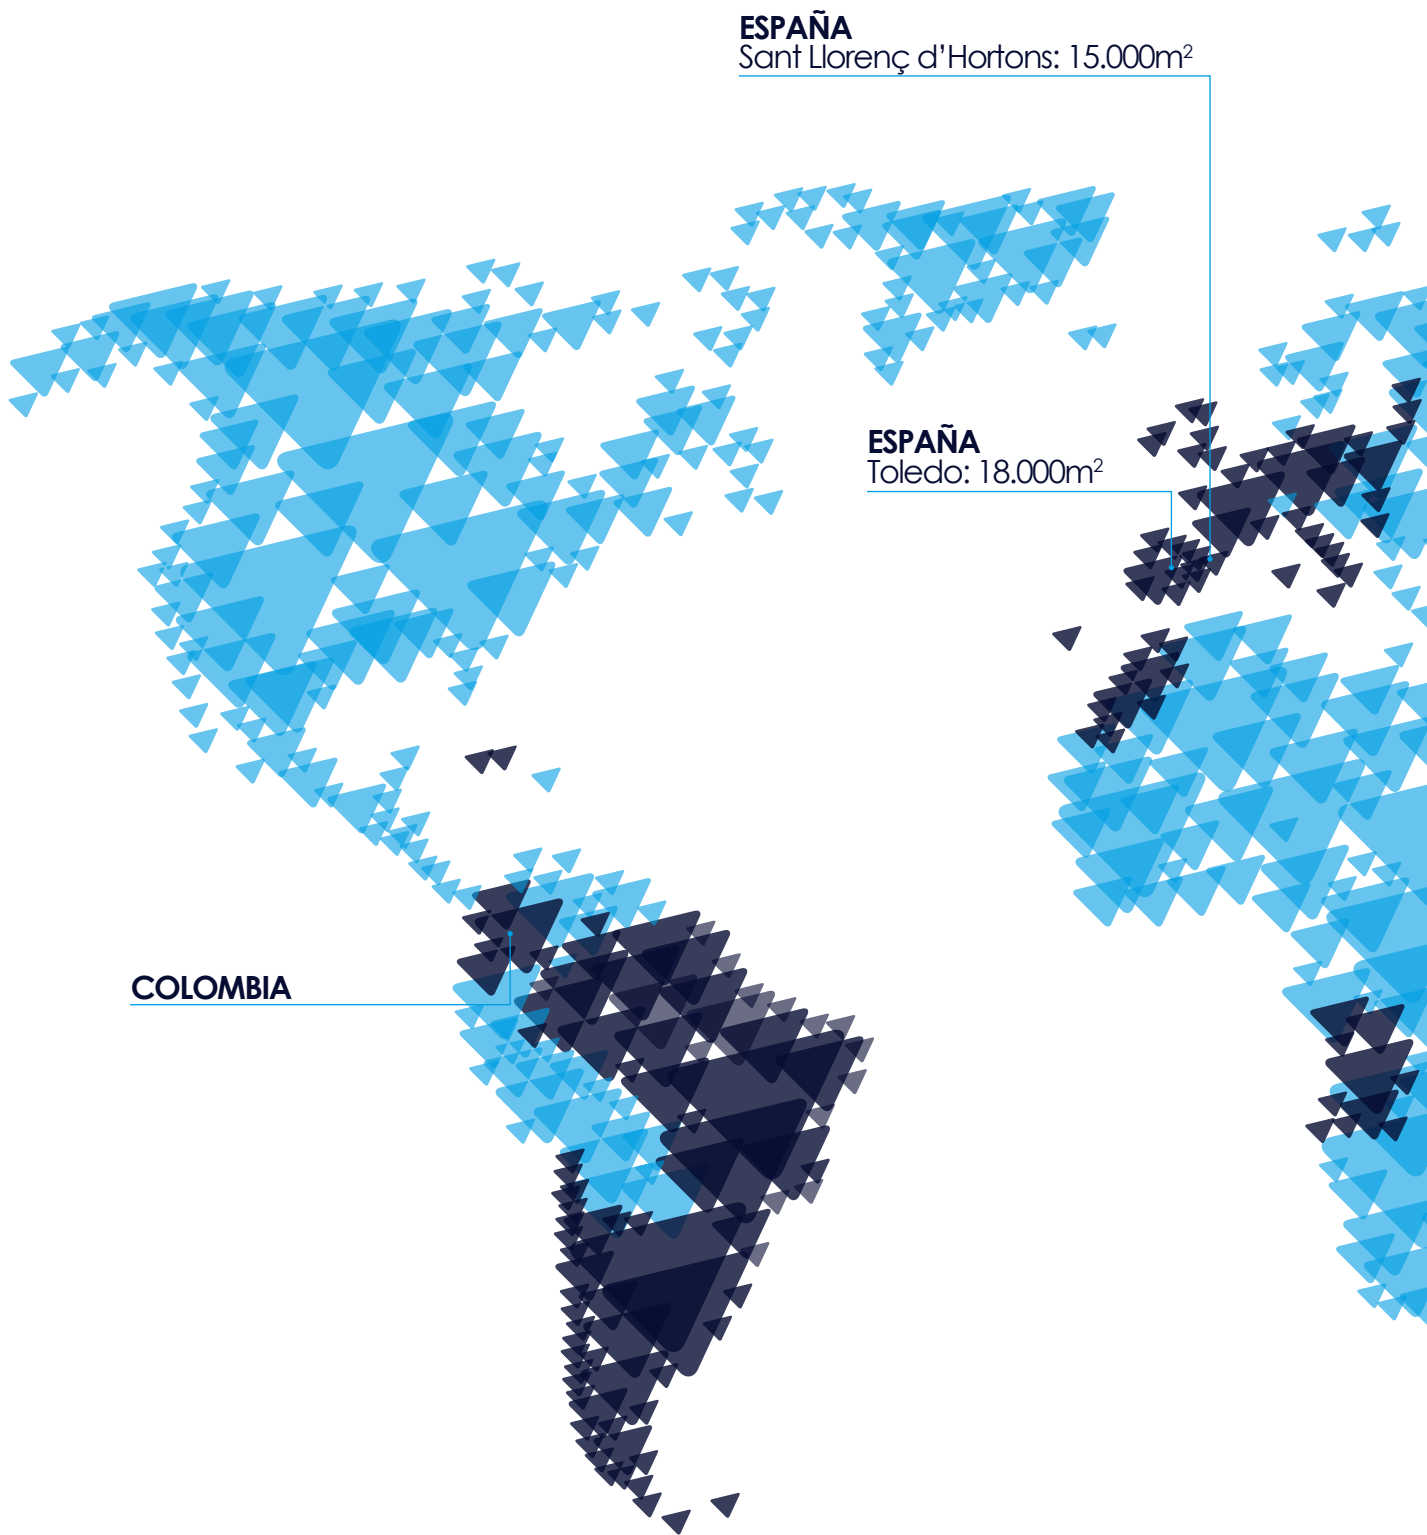 ESPAÑA
Sant Llorenç d’Hortons: 15.000m²
ESPAÑA
Toledo: 18.000m²
COLOMBIA